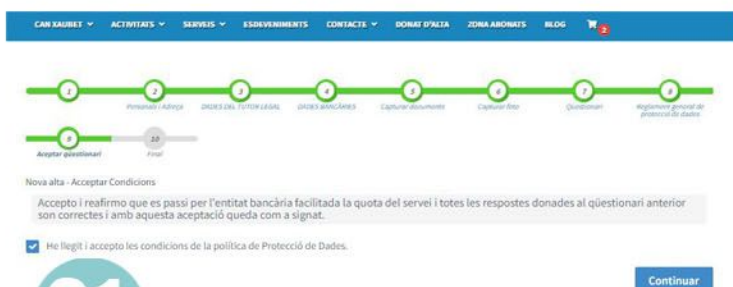 CAN XAUBET ACTIVITATS SERVEIS ESDEVENIMENTS CONTACTE DONAT D'ALTA ZONA ABONATS BLOG 2
1 2 3 4 5 6 7 8
Personals i Adreça DADES DEL TUTOR LEGAL DADES BANCÀRIES Capturar documents Capturar foto Qüestionari Reglament general de
protecció de dades
9 10
Aceptar qüestionari Final
Nova alta - Acceptar Condicions
Accepto i reafirmo que es passi per l'entitat bancària facilitada la quota del servei i totes les respostes donades al qüestionari anterior
son correctes i amb aquesta aceptació queda com a signat.
He llegit i accepto les condicions de la política de Protecció de Dades.
Continuar